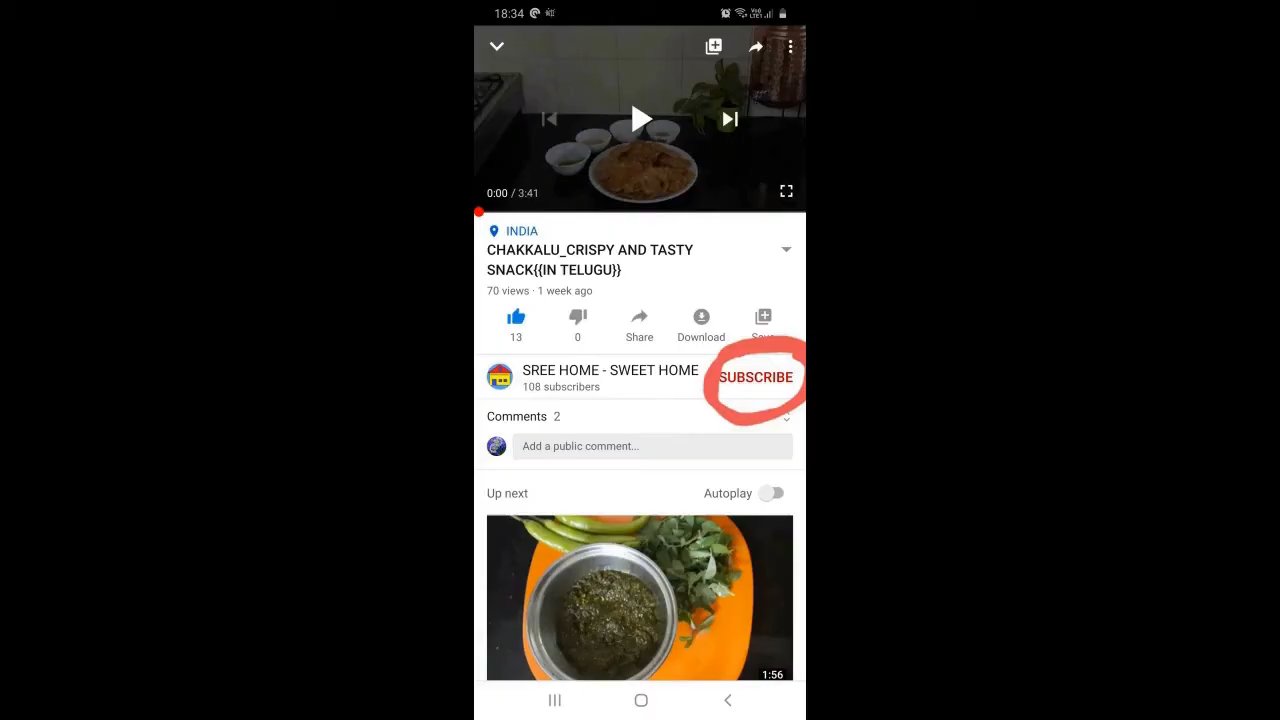 18:34
0:00 / 3:41
INDIA
CHAKKALU_CRISPY AND TASTY
SNACK{{IN TELUGU}}
70 views · 1 week ago
13 0 Share Download Save
SREE HOME - SWEET HOME
108 subscribers
SUBSCRIBE
Comments 2
Add a public comment...
Up next
Autoplay
1:56